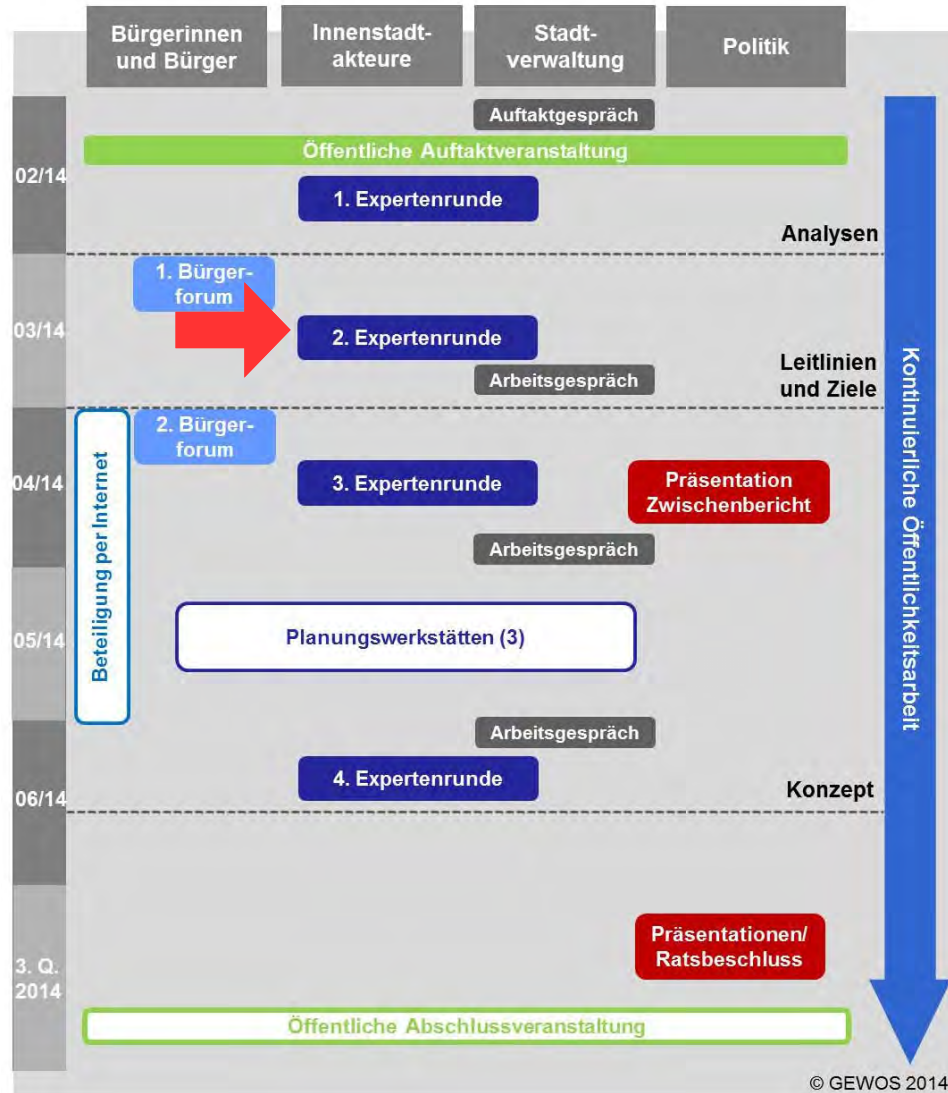 Bürgerinnen
und Bürger
Innenstadt-
akteure
Stadt-
verwaltung
Politik
Auftaktgespräch
Öffentliche Auftaktveranstaltung
02/14
1. Expertenrunde
Analysen
1. Bürger-
forum
03/14
2. Expertenrunde
Arbeitsgespräch
Leitlinien
und Ziele
2. Bürger-
forum
04/14
3. Expertenrunde
Präsentation
Zwischenbericht
Arbeitsgespräch
Beteiligung per Internet
05/14
Planungswerkstätten (3)
Arbeitsgespräch
06/14
4. Expertenrunde
Konzept
Präsentationen/
Ratsbeschluss
3. Q.
2014
Öffentliche Abschlussveranstaltung
Kontinuierliche Öffentlichkeitsarbeit
© GEWOS 2014